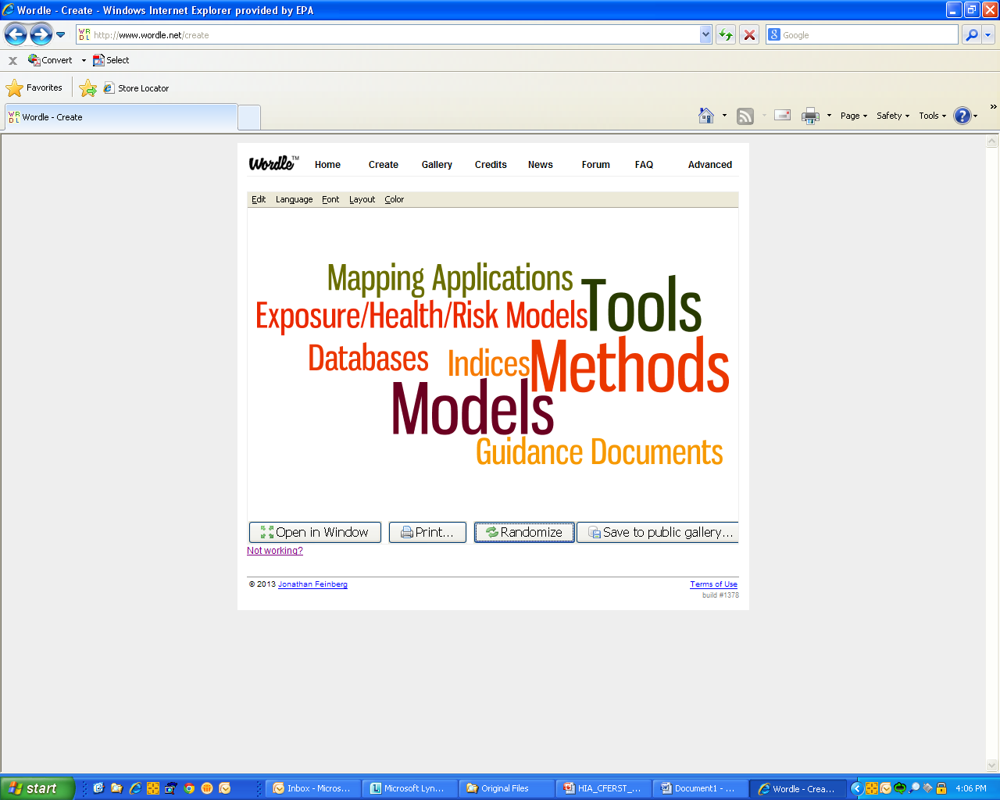 Wordle - Create - Windows Internet Explorer provided by EPA
http://www.wordle.net/create
Google
Convert Select
Favorites Store Locator
Wordle - Create
Page Safety Tools
Wordle™ Home Create Gallery Credits News Forum FAQ Advanced
Edit Language Font Layout Color
Mapping Applications
Tools
Exposure/Health/Risk Models
Databases
Indices
Methods
Models
Guidance Documents
Open in Window Print... Randomize Save to public gallery...
Not working?
© 2013 Jonathan Feinberg Terms of Use
build #1378
start Inbox - Micros... Microsoft Lyn... Original Files HIA_CFERST_... Document1 - ... Wordle - Crea... 4:06 PM